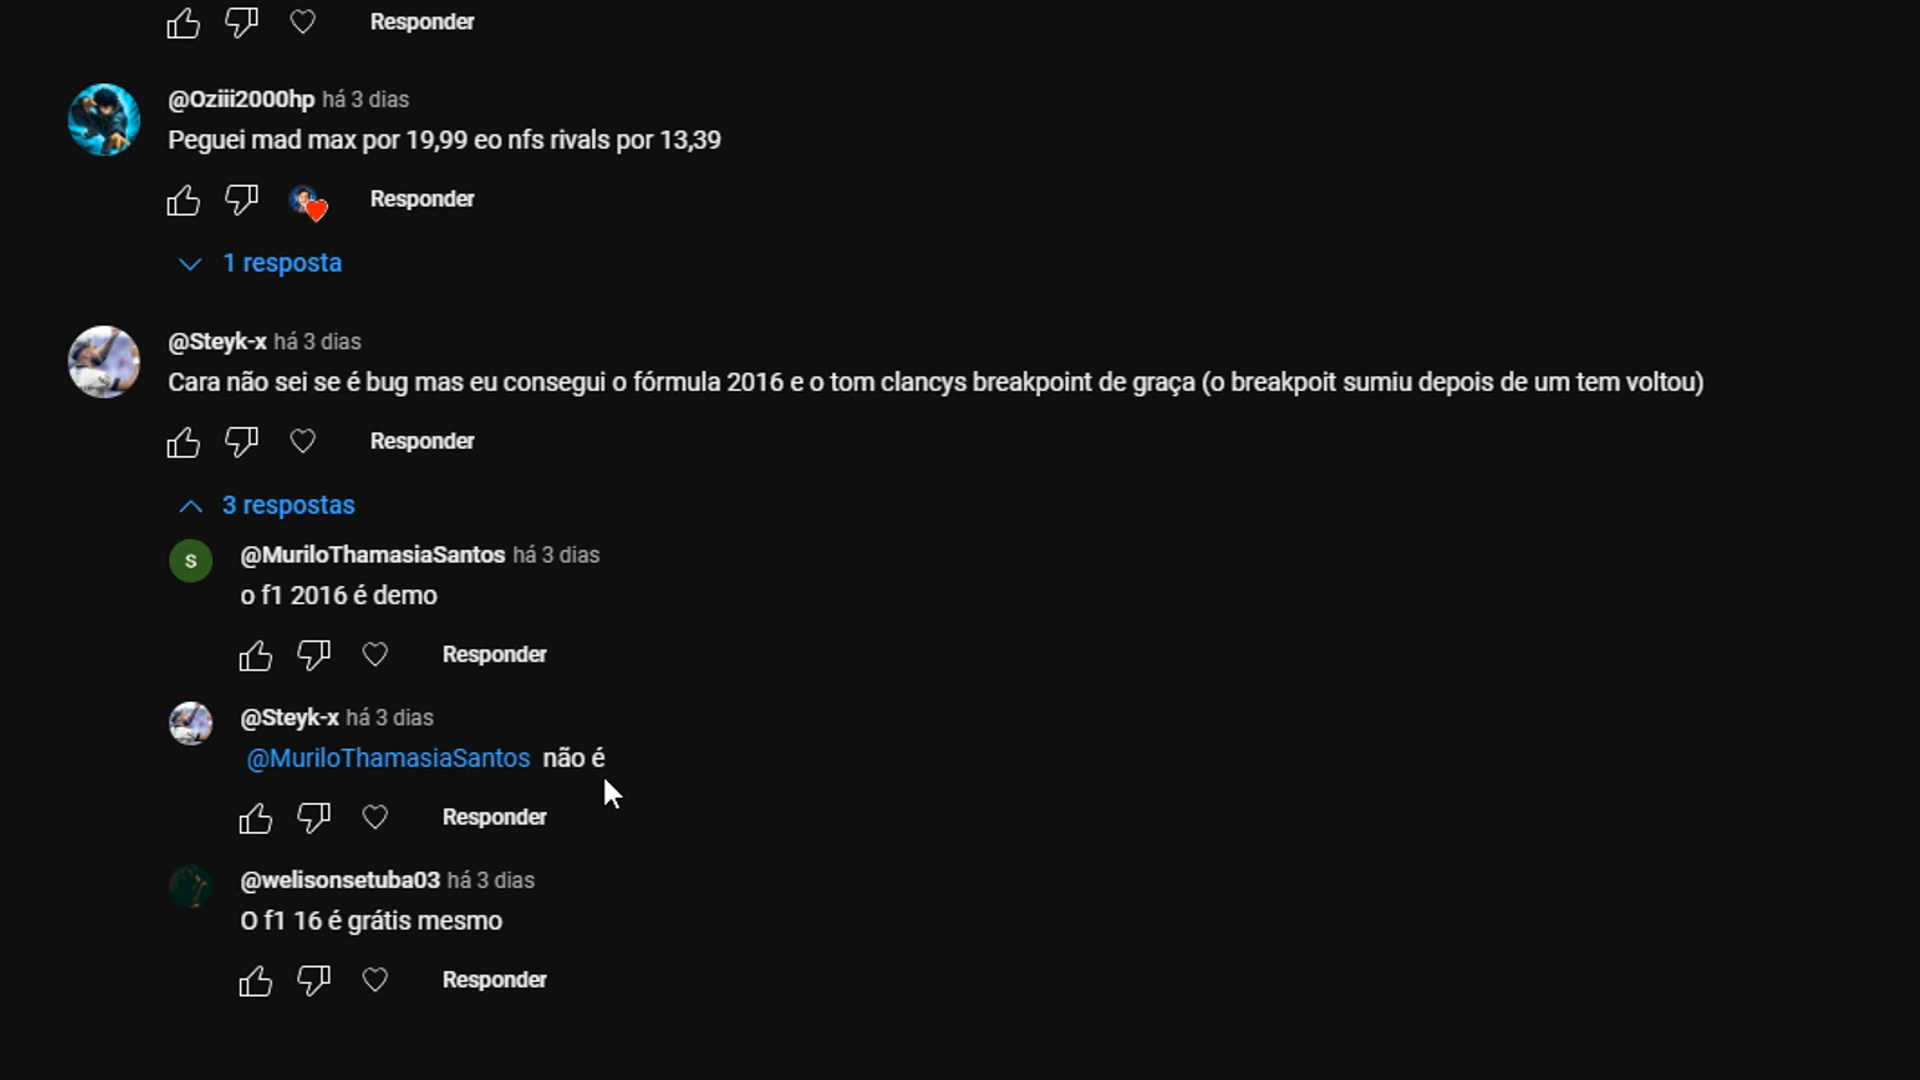 Responder
@Oziii2000hp há 3 dias
Peguei mad max por 19,99 eo nfs rivals por 13,39
Responder
1 resposta
@Steyk-x há 3 dias
Cara não sei se é bug mas eu consegui o fórmula 2016 e o tom clancys breakpoint de graça (o breakpoit sumiu depois de um tem voltou)
Responder
3 respostas
S
@MuriloThamasiaSantos há 3 dias
o f1 2016 é demo
Responder
@Steyk-x há 3 dias
@MuriloThamasiaSantos não é
Responder
@welisonsetuba03 há 3 dias
O f1 16 é grátis mesmo
Responder